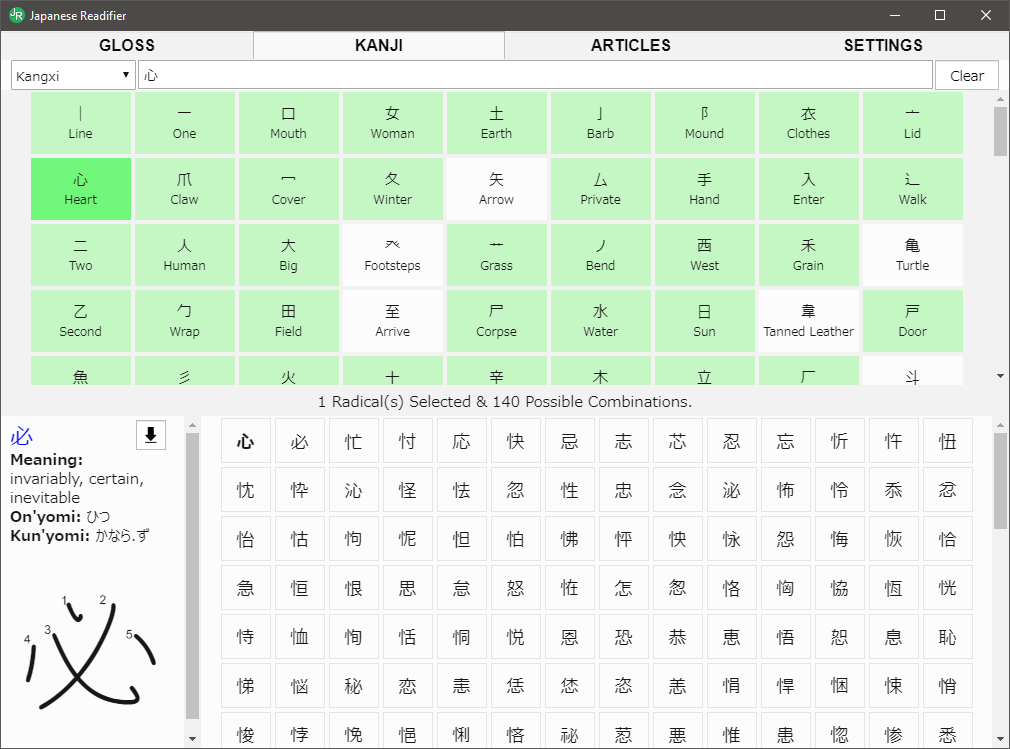 JR Japanese Readifier
GLOSS KANJI ARTICLES SETTINGS
Kangxi 心 Clear
｜ 一 口 女 土 亅 阝 衣 亠
Line One Mouth Woman Earth Barb Mound Clothes Lid
心 爪 冖 夂 矢 厶 手 入 辶
Heart Claw Cover Winter Arrow Private Hand Enter Walk
二 人 大 癶 艹 ノ 西 禾 亀
Two Human Big Footsteps Grass Bend West Grain Turtle
乙 勹 田 至 尸 水 日 韋 戸
Second Wrap Field Arrive Corpse Water Sun Tanned Leather Door
魚 彡 火 十 辛 木 立 厂 斗
1 Radical(s) Selected & 140 Possible Combinations.
必
Meaning:
invariably, certain,
inevitable
On'yomi: ひつ
Kun'yomi: かなら.ず
1 2
4 3 5
必
心 必 忙 忖 応 快 忌 志 芯 忍 忘 忻 忤 忸
忱 忰 沁 怪 怯 忽 性 忠 念 泌 怖 怜 忝 忿
怡 怙 怐 怩 怛 怕 怫 怦 怏 怺 怨 悔 恢 恰
急 恒 恨 思 怠 怒 恠 怎 怱 恪 恟 協 恆 恍
恃 恤 恂 恬 恫 悦 恩 恐 恭 恵 悟 恕 息 恥
悌 悩 秘 恋 恚 恁 恷 恣 恙 悁 悍 悃 悚 悄
悛 悖 悗 悒 悧 悋 祕 惡 惟 患 惚 惨 悉